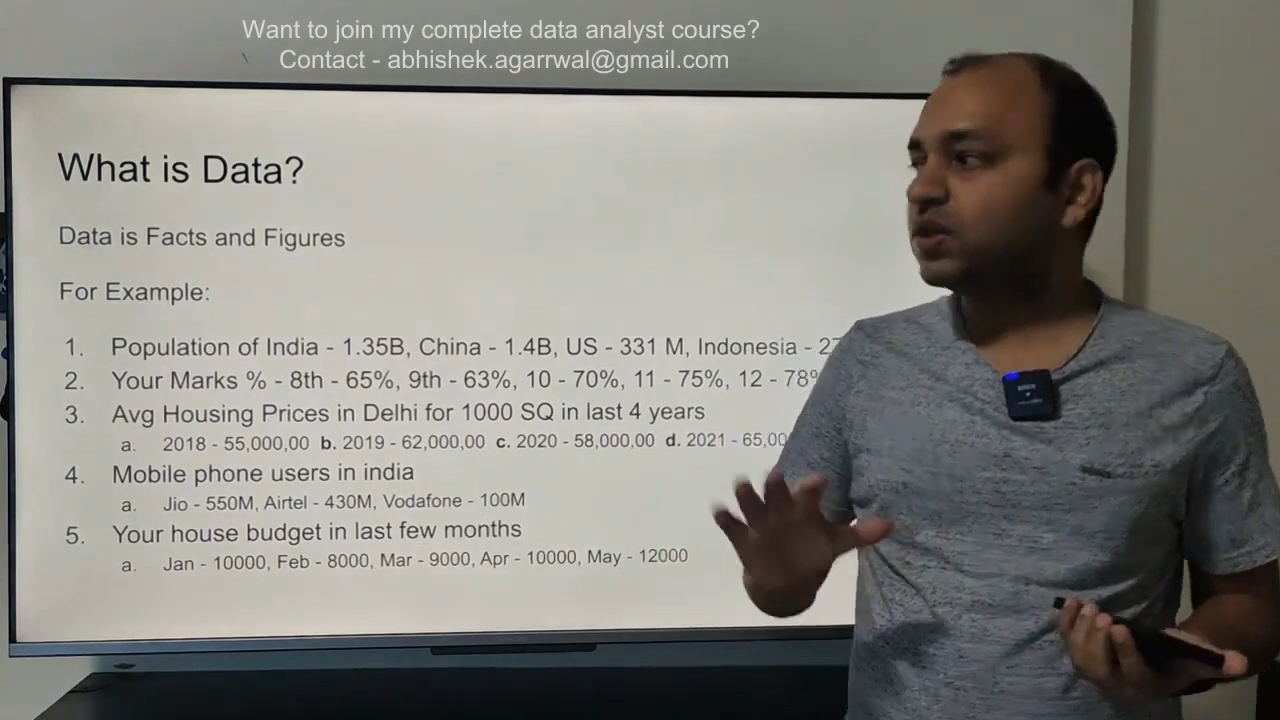 Want to join my complete data analyst course?
Contact - abhishek.agarrwal@gmail.com
What is Data?
Data is Facts and Figures
For Example:
1. Population of India - 1.35B, China - 1.4B, US - 331 M, Indonesia - 27
2. Your Marks % - 8th - 65%, 9th - 63%, 10 - 70%, 11 - 75%, 12 - 78%
3. Avg Housing Prices in Delhi for 1000 SQ in last 4 years
a. 2018 - 55,000,00 b. 2019 - 62,000,00 c. 2020 - 58,000,00 d. 2021 - 65,00
4. Mobile phone users in india
a. Jio - 550M, Airtel - 430M, Vodafone - 100M
5. Your house budget in last few months
a. Jan - 10000, Feb - 8000, Mar - 9000, Apr - 10000, May - 12000